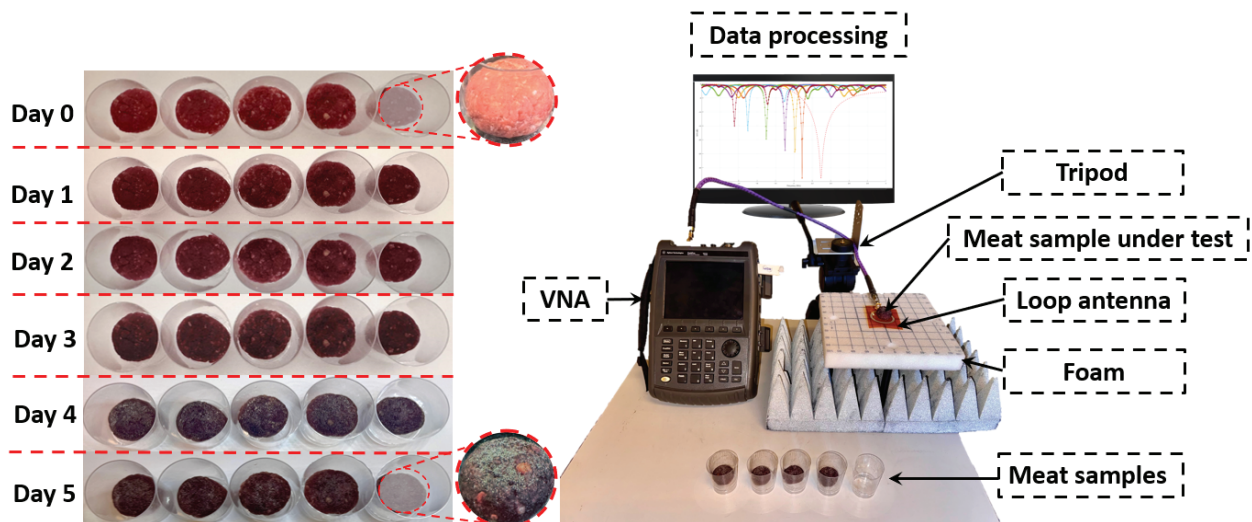 Day 0
Day 1
Day 2
Day 3
Day 4
Day 5
Data processing
Tripod
Meat sample under test
Loop antenna
VNA
Foam
Meat samples